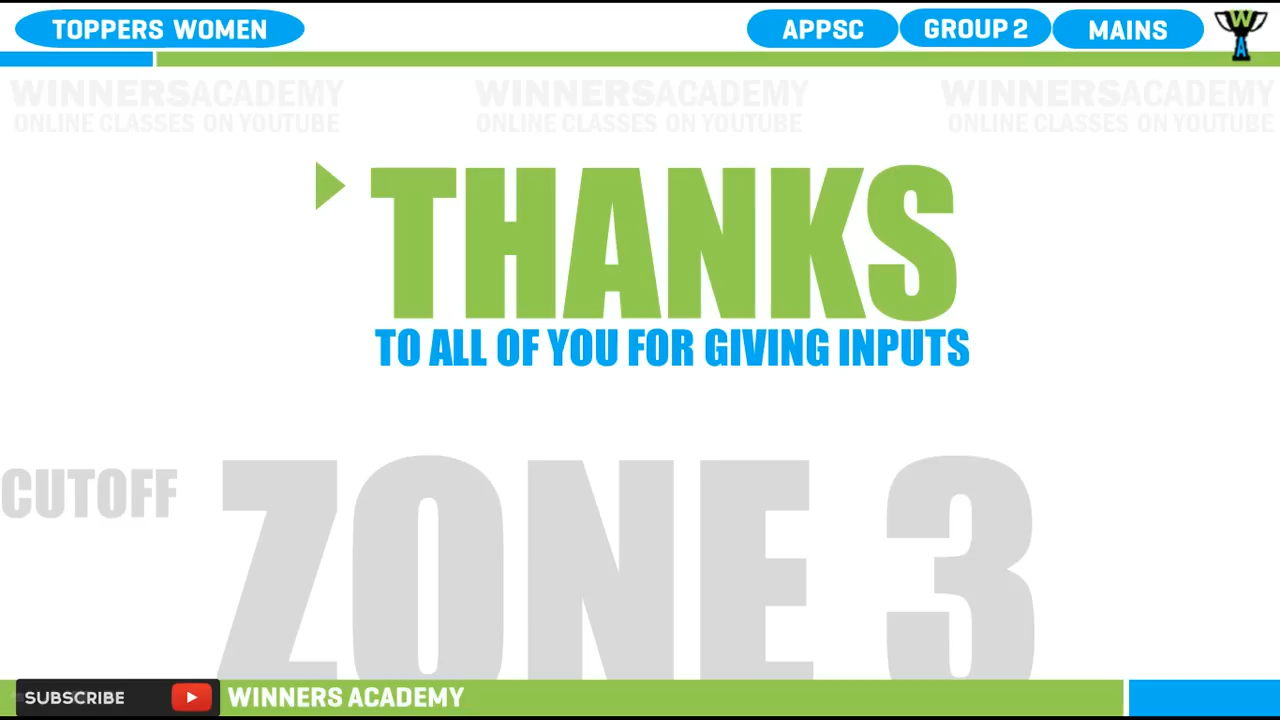 TOPPERS WOMEN
APPSC GROUP 2 MAINS
W
A
WINNERSACADEMY WINNERSACADEMY WINNERSACADEMY
ONLINE CLASSES ON YOUTUBE ONLINE CLASSES ON YOUTUBE ONLINE CLASSES ON YOUTUBE
THANKS
TO ALL OF YOU FOR GIVING INPUTS
CUTOFF
ZONE 3
SUBSCRIBE
WINNERS ACADEMY